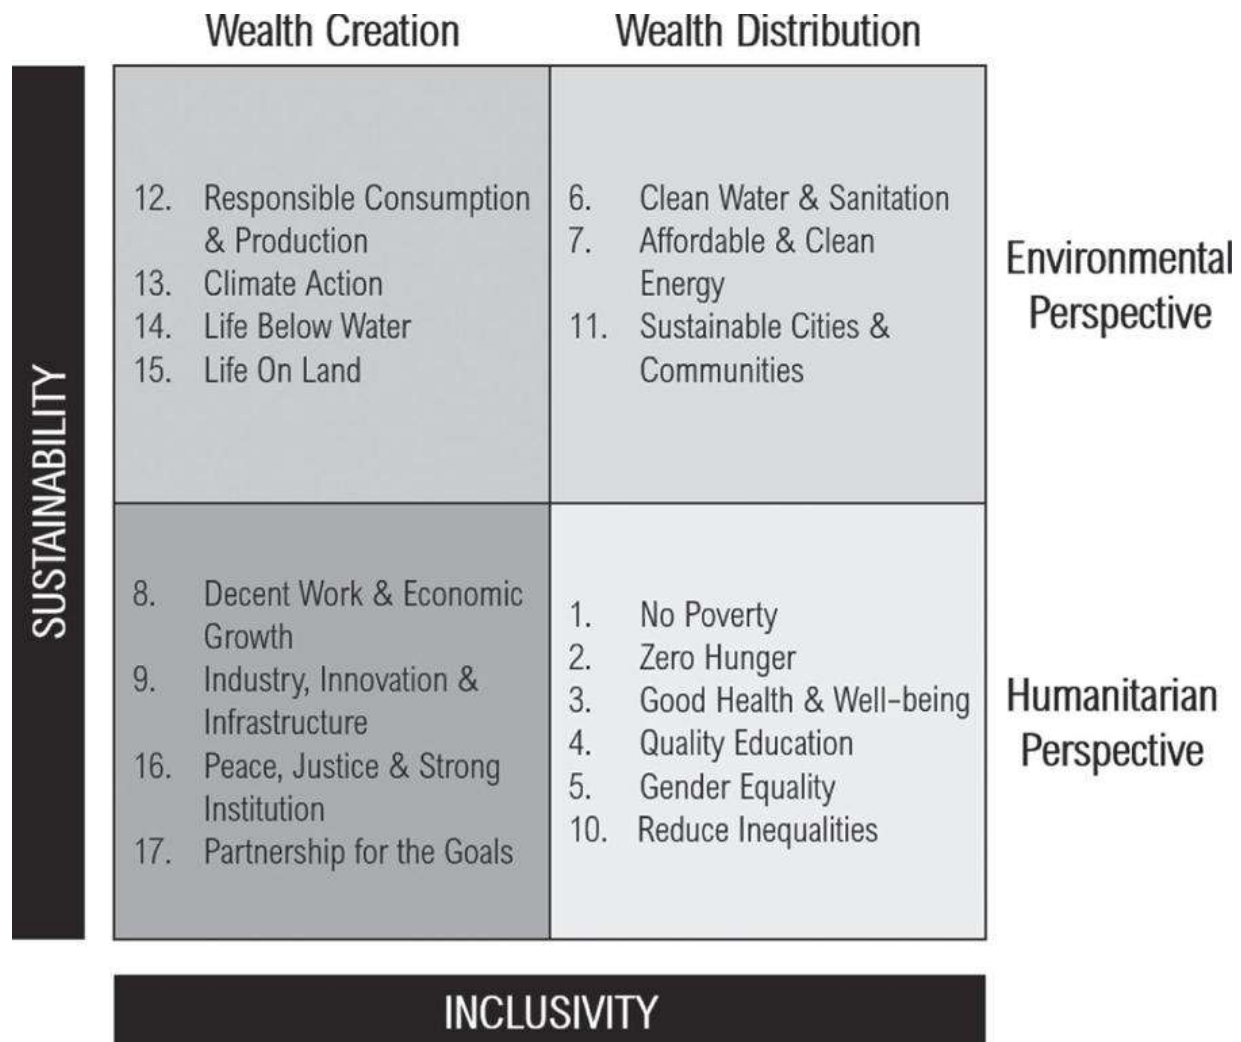 Wealth Creation
Wealth Distribution
12. Responsible Consumption
& Production
13. Climate Action
14. Life Below Water
15. Life On Land
6. Clean Water & Sanitation
7. Affordable & Clean
Energy
11. Sustainable Cities &
Communities
Environmental
Perspective
SUSTAINABILITY
8. Decent Work & Economic
Growth
9. Industry, Innovation &
Infrastructure
16. Peace, Justice & Strong
Institution
17. Partnership for the Goals
1. No Poverty
2. Zero Hunger
3. Good Health & Well-being
4. Quality Education
5. Gender Equality
10. Reduce Inequalities
Humanitarian
Perspective
INCLUSIVITY